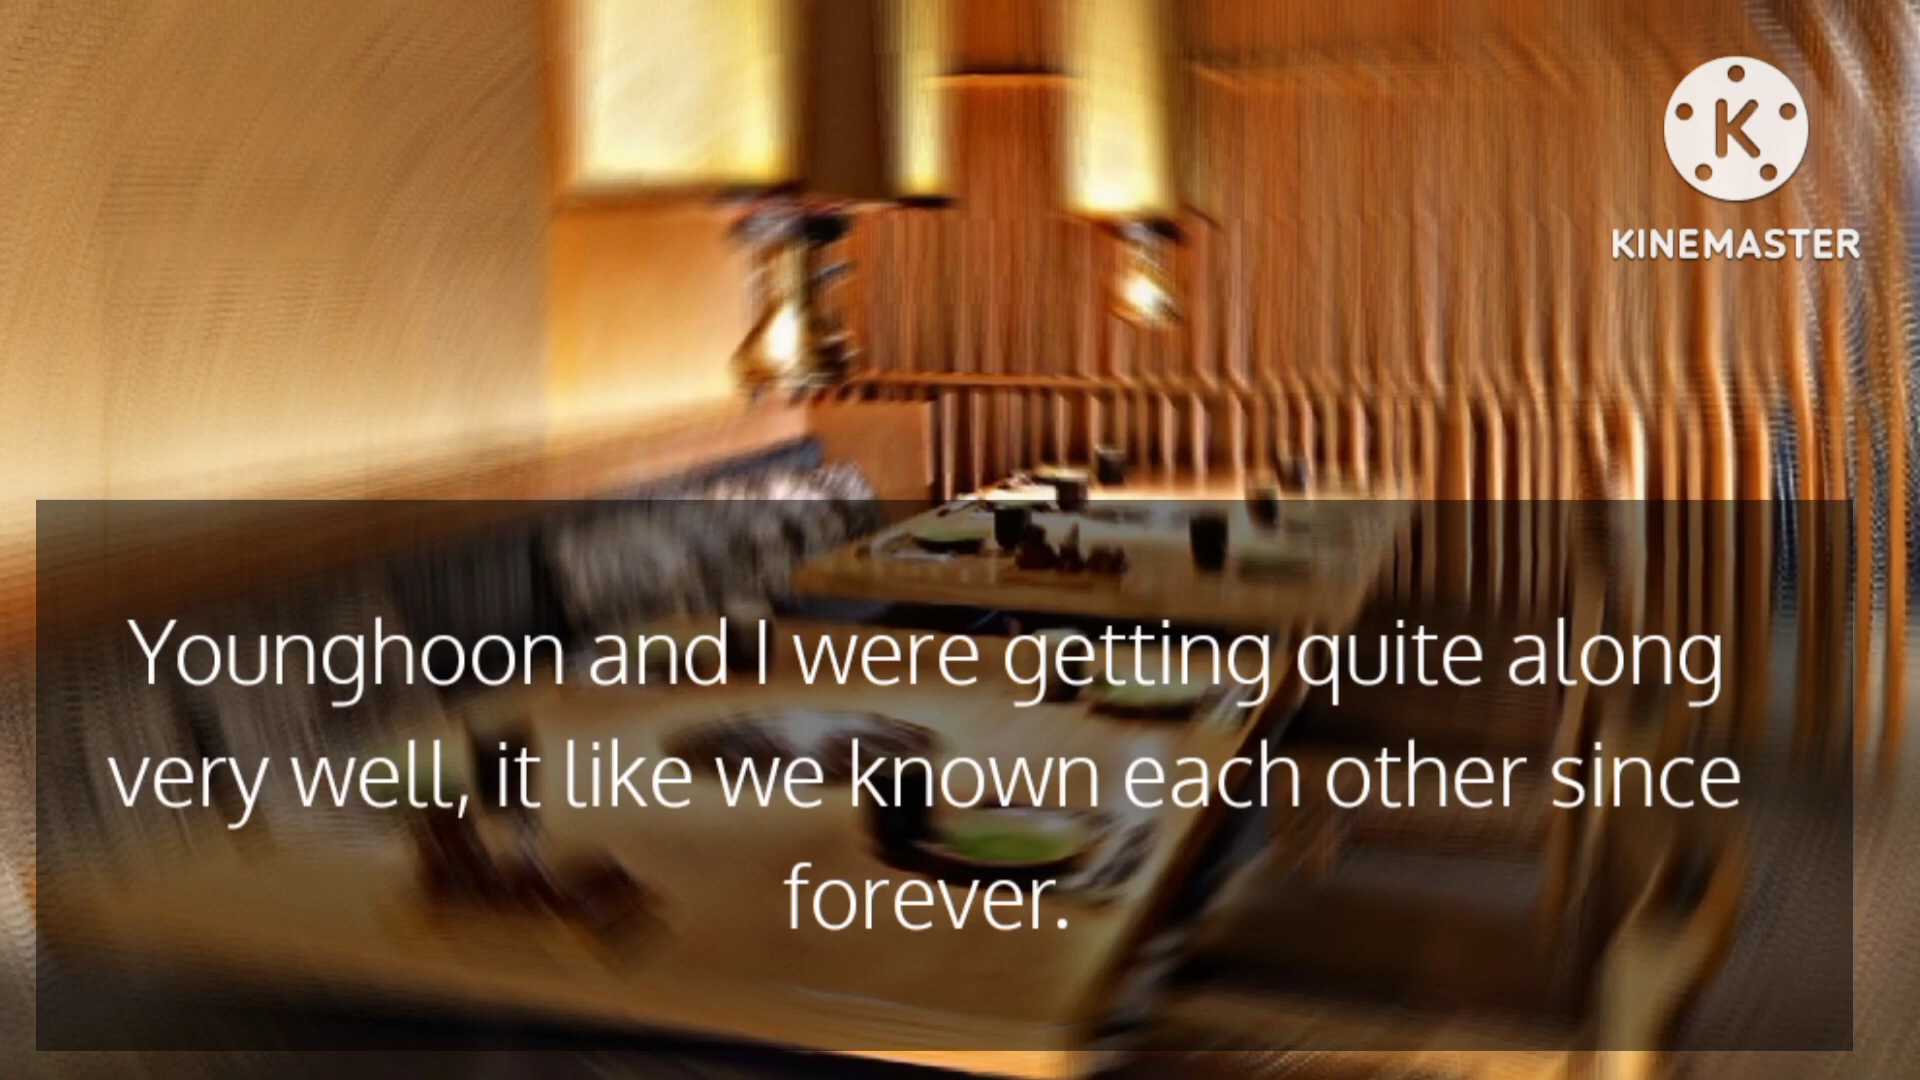 K
KINEMASTER
Younghoon and I were getting quite along
very well, it like we known each other since
forever.